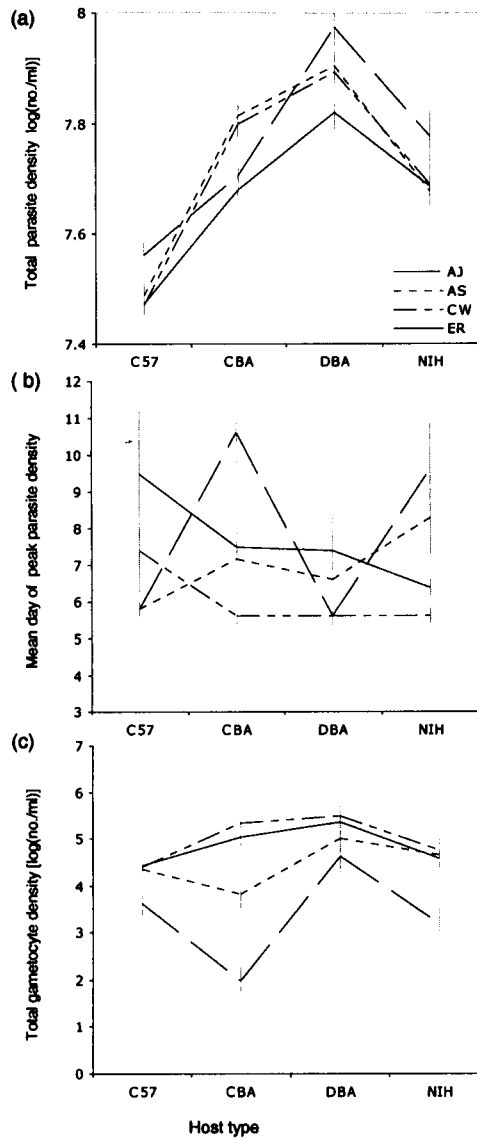 (a)
Total parasite density log(no./ml)]
8
7.8
7.6
7.4
AJ
AS
CW
ER
C57 CBA DBA NIH
( b)
Mean day of peak parasite density
12
11
10
9
8
7
6
5
4
3
C57 CBA DBA NIH
(c)
Total gametocyte density [log(no./ml)]
7
6
5
4
3
2
1
0
C57 CBA DBA NIH
Host type